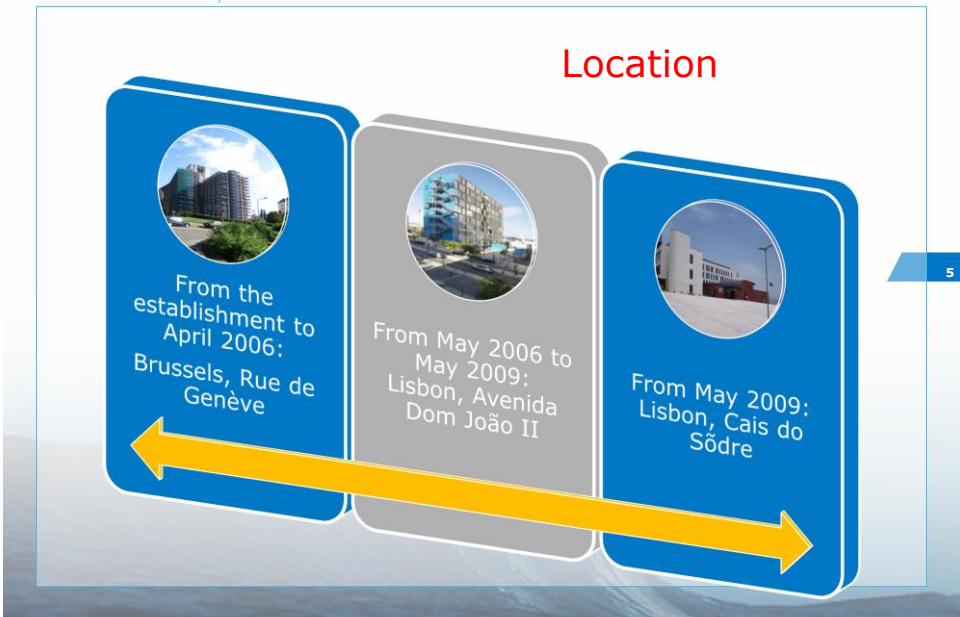 Location
From the
establishment to
April 2006:
Brussels, Rue de
Genève
From May 2006 to
May 2009:
Lisbon, Avenida
Dom João II
From May 2009:
Lisbon, Cais do
Sõdre
5